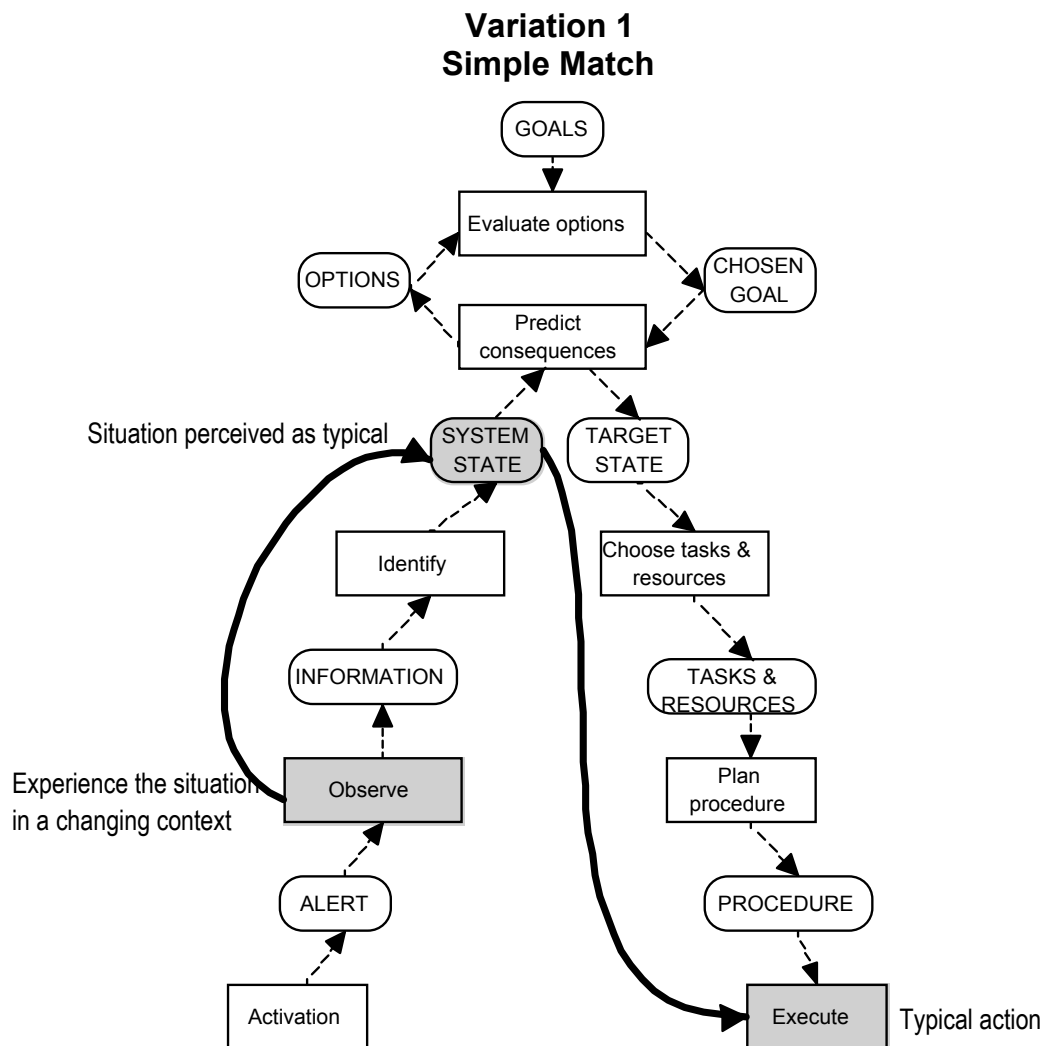 Variation 1
Simple Match
GOALS
Evaluate options
OPTIONS
CHOSEN
GOAL
Predict
consequences
Situation perceived as typical
SYSTEM
STATE
TARGET
STATE
Identify
Choose tasks &
resources
INFORMATION
TASKS &
RESOURCES
Experience the situation
in a changing context
Observe
Plan
procedure
ALERT
PROCEDURE
Activation
Execute
Typical action